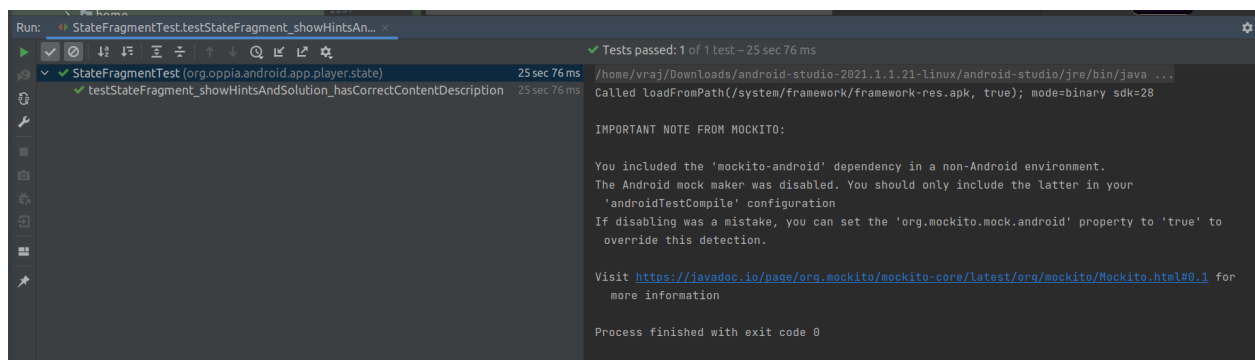 home
Run: StateFragmentTest.testStateFragment_showHintsAn... ×
Tests passed: 1 of 1 test – 25 sec 76 ms
StateFragmentTest (org.oppia.android.app.player.state) 25 sec 76 ms
testStateFragment_showHintsAndSolution_hasCorrectContentDescription 25 sec 76 ms
/home/vraj/Downloads/android-studio-2021.1.1.21-linux/android-studio/jre/bin/java ...
Called loadFromPath(/system/framework/framework-res.apk, true); mode=binary sdk=28
IMPORTANT NOTE FROM MOCKITO:
You included the 'mockito-android' dependency in a non-Android environment.
The Android mock maker was disabled. You should only include the latter in your
'androidTestCompile' configuration
If disabling was a mistake, you can set the 'org.mockito.mock.android' property to 'true' to
override this detection.
Visit https://javadoc.io/page/org.mockito/mockito-core/latest/org/mockito/Mockito.html#0.1 for
more information
Process finished with exit code 0